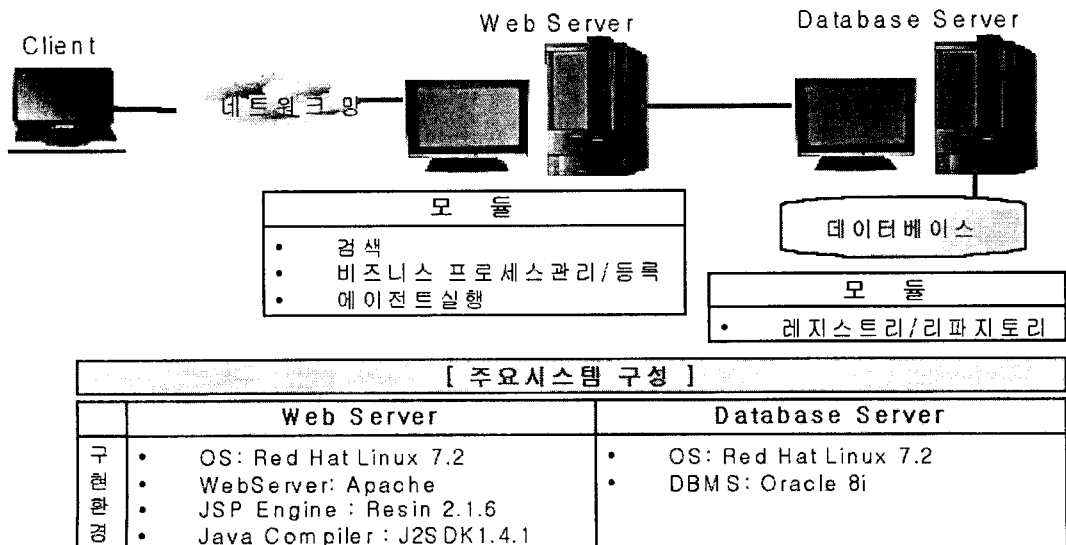 Client
Web Server
Database Server
네트워크망
모 듈
• 검색
• 비즈니스 프로세스관리/등록
• 에이전트실행
데이터베이스
모 듈
• 레지스트리/리파지토리
[ 주요시스템 구성 ]
Web Server
Database Server
구현환경
• OS: Red Hat Linux 7.2
• WebServer: Apache
• JSP Engine : Resin 2.1.6
• Java Compiler : J2SDK1.4.1
• OS: Red Hat Linux 7.2
• DBMS: Oracle 8i